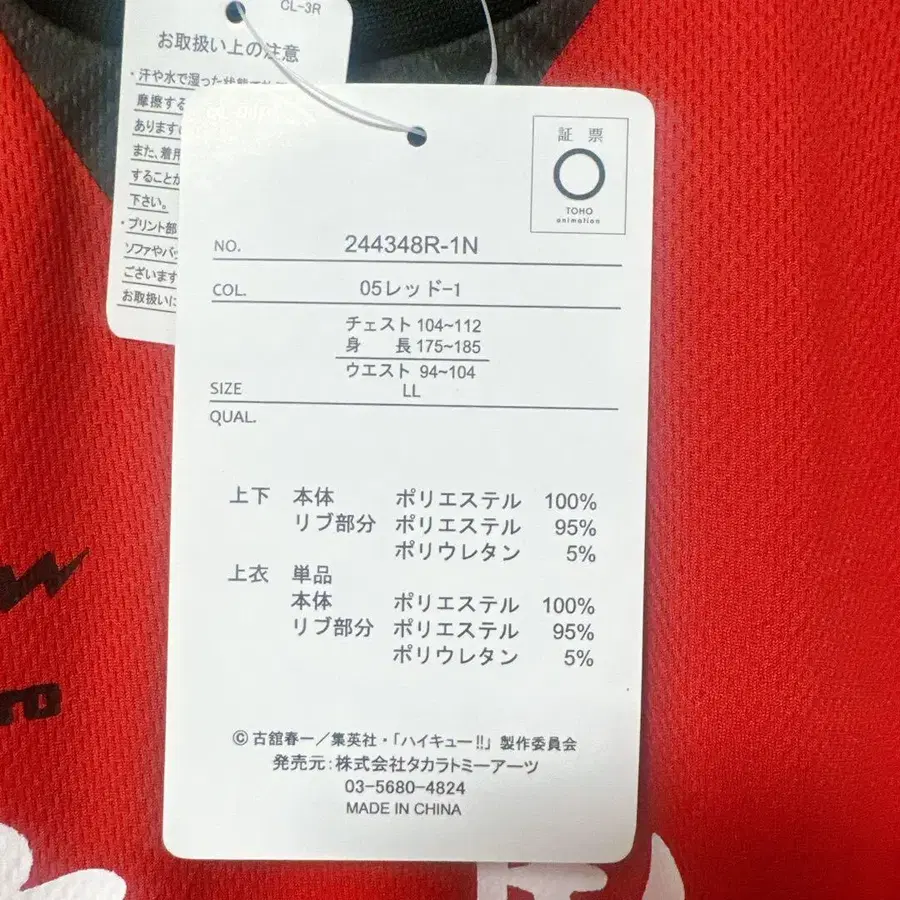 CL-3R
お取扱い上の注意
・汗や水で湿った状態で
摩擦する
あります
また、着用
することが
下さい。
・プリント部
ソファやバッ
ございます
お取扱いに
証 票
TOHO
animation
NO. 244348R-1N
COL. 05レッド-1
チェスト 104~112
身 長 175~185
ウエスト 94~104
SIZE LL
QUAL.
上下 本体 ポリエステル 100%
リブ部分 ポリエステル 95%
ポリウレタン 5%
上衣 単品
本体 ポリエステル 100%
リブ部分 ポリエステル 95%
ポリウレタン 5%
© 古舘春一/集英社・「ハイキュー!!」製作委員会
発売元:株式会社タカラトミーアーツ
03-5680-4824
MADE IN CHINA